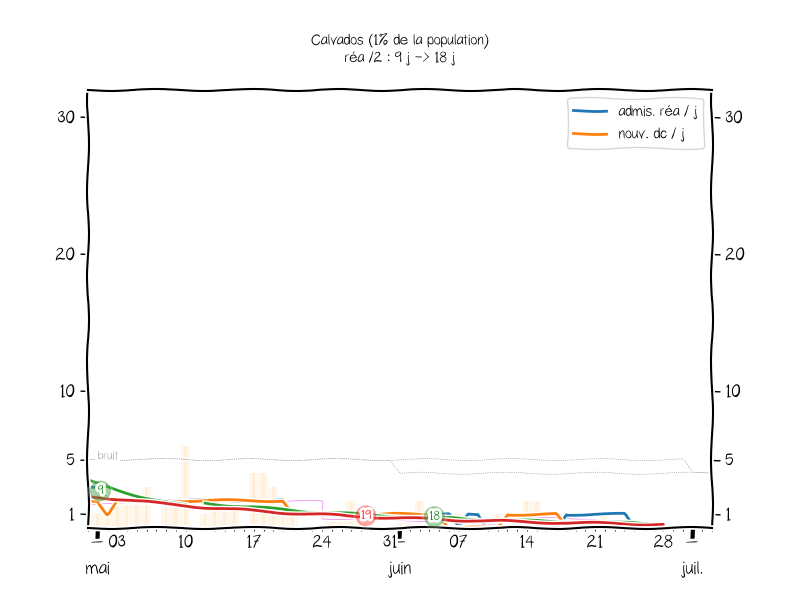 Calvados (1% de la population)
réa /2 : 9 j -> 18 j
admis. réa / j
nouv. dc / j
30
30
20
20
10
10
bruit
5
5
9
19
18
1
1
03
10
17
24
31
07
14
21
28
mai
juin
juil.